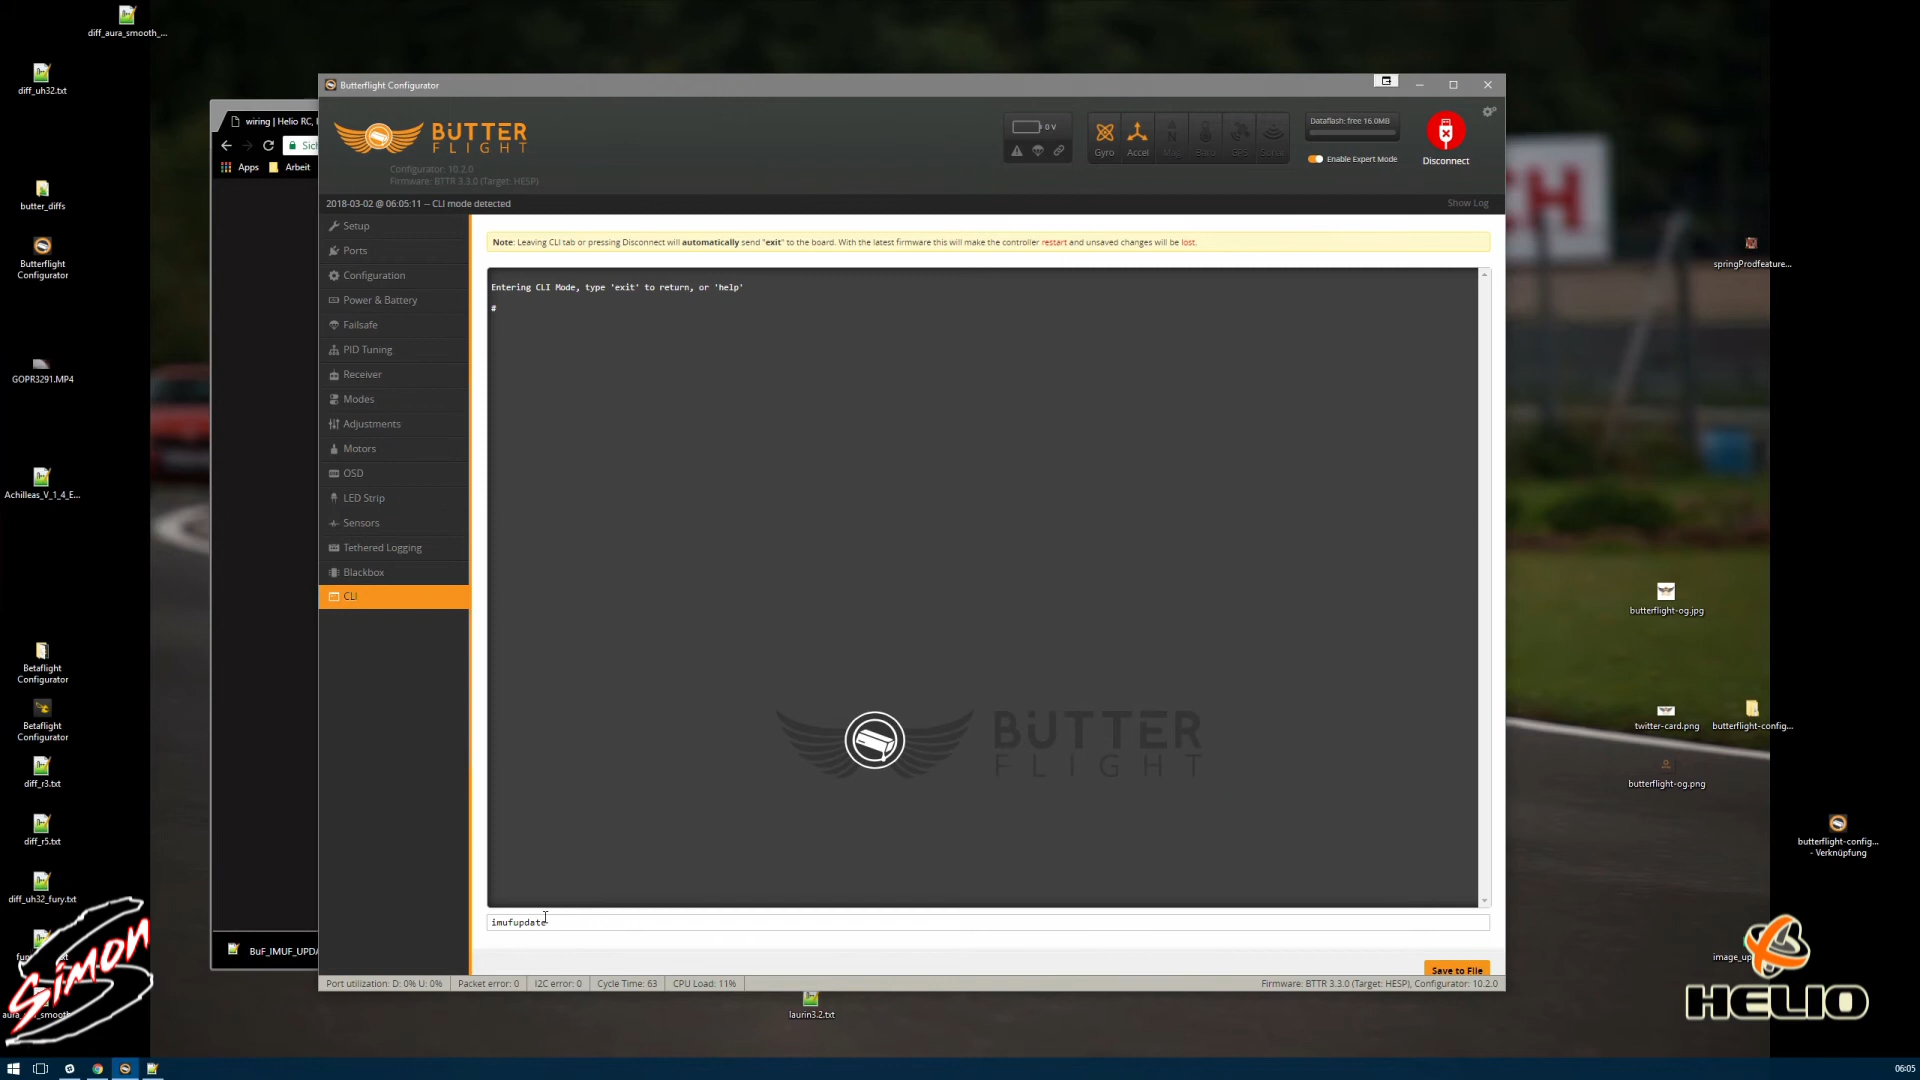 diff_aura_smooth_...
diff_uh32.txt
butter_diffs
Butterflight
Configurator
GOPR3291.MP4
Achilleas_V_1_4_E...
Betaflight
Configurator
Betaflight
Configurator
diff_r3.txt
diff_r5.txt
diff_uh32_fury.txt
Simon
wiring | Helio RC,
Sich
Apps
Arbeit
BuF_IMUF_UPDA
Butterflight Configurator
BUTTER
FLIGHT
Configurator: 10.2.0
Firmware: BTTR 3.3.0 (Target: HESP)
0 V
Gyro
Accel
Mag
Baro
GPS
Sonar
Dataflash: free 16.0MB
Enable Expert Mode
Disconnect
2018-03-02 @ 06:05:11 -- CLI mode detected
Show Log
Setup
Ports
Configuration
Power & Battery
Failsafe
PID Tuning
Receiver
Modes
Adjustments
Motors
OSD
LED Strip
Sensors
Tethered Logging
Blackbox
CLI
Note: Leaving CLI tab or pressing Disconnect will automatically send "exit" to the board. With the latest firmware this will make the controller restart and unsaved changes will be lost.
Entering CLI Mode, type 'exit' to return, or 'help'
#
BUTTER
FLIGHT
imufupdate
Save to File
Port utilization: D: 0% U: 0%
Packet error: 0
I2C error: 0
Cycle Time: 63
CPU Load: 11%
Firmware: BTTR 3.3.0 (Target: HESP), Configurator: 10.2.0
laurin3.2.txt
springProdfeature...
butterflight-og.jpg
twitter-card.png
butterflight-config...
butterflight-og.png
butterflight-config...
- Verknüpfung
image_up
HELIO
06:05